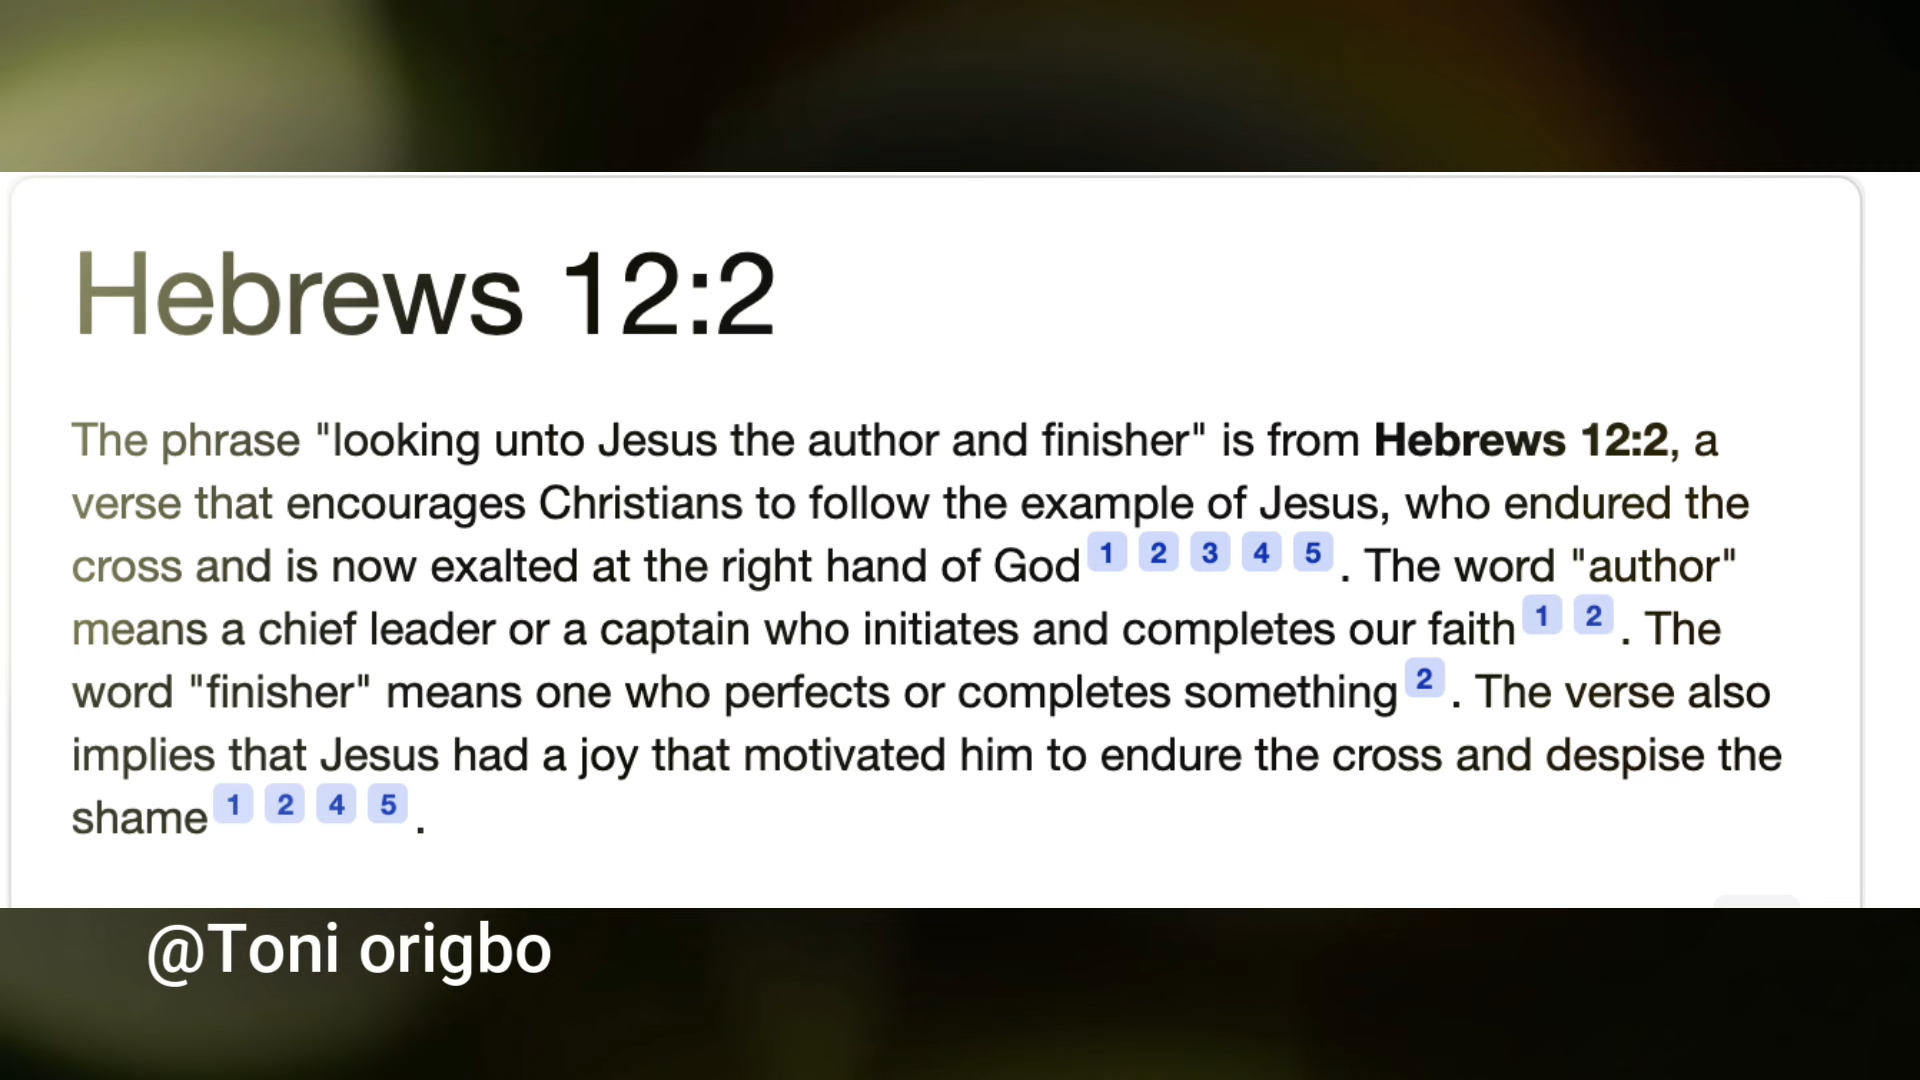 Hebrews 12:2
The phrase "looking unto Jesus the author and finisher" is from Hebrews 12:2, a
verse that encourages Christians to follow the example of Jesus, who endured the
cross and is now exalted at the right hand of God 1 2 3 4 5 . The word "author"
means a chief leader or a captain who initiates and completes our faith 1 2 . The
word "finisher" means one who perfects or completes something 2 . The verse also
implies that Jesus had a joy that motivated him to endure the cross and despise the
shame 1 2 4 5 .
@Toni origbo